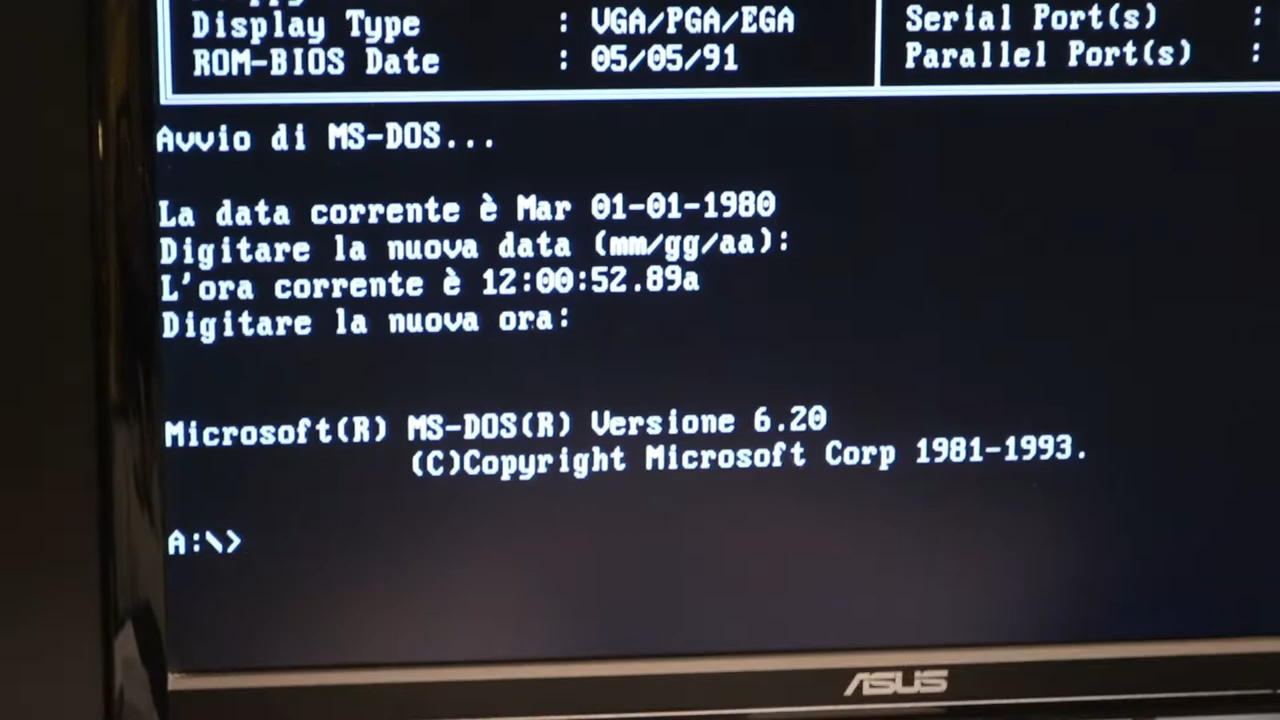 Display Type : VGA/PGA/EGA Serial Port(s) :
ROM-BIOS Date : 05/05/91 Parallel Port(s) :
Avvio di MS-DOS...
La data corrente è Mar 01-01-1980
Digitare la nuova data (mm/gg/aa):
L'ora corrente è 12:00:52.89a
Digitare la nuova ora:
Microsoft(R) MS-DOS(R) Versione 6.20
(C)Copyright Microsoft Corp 1981-1993.
A:\>
ASUS